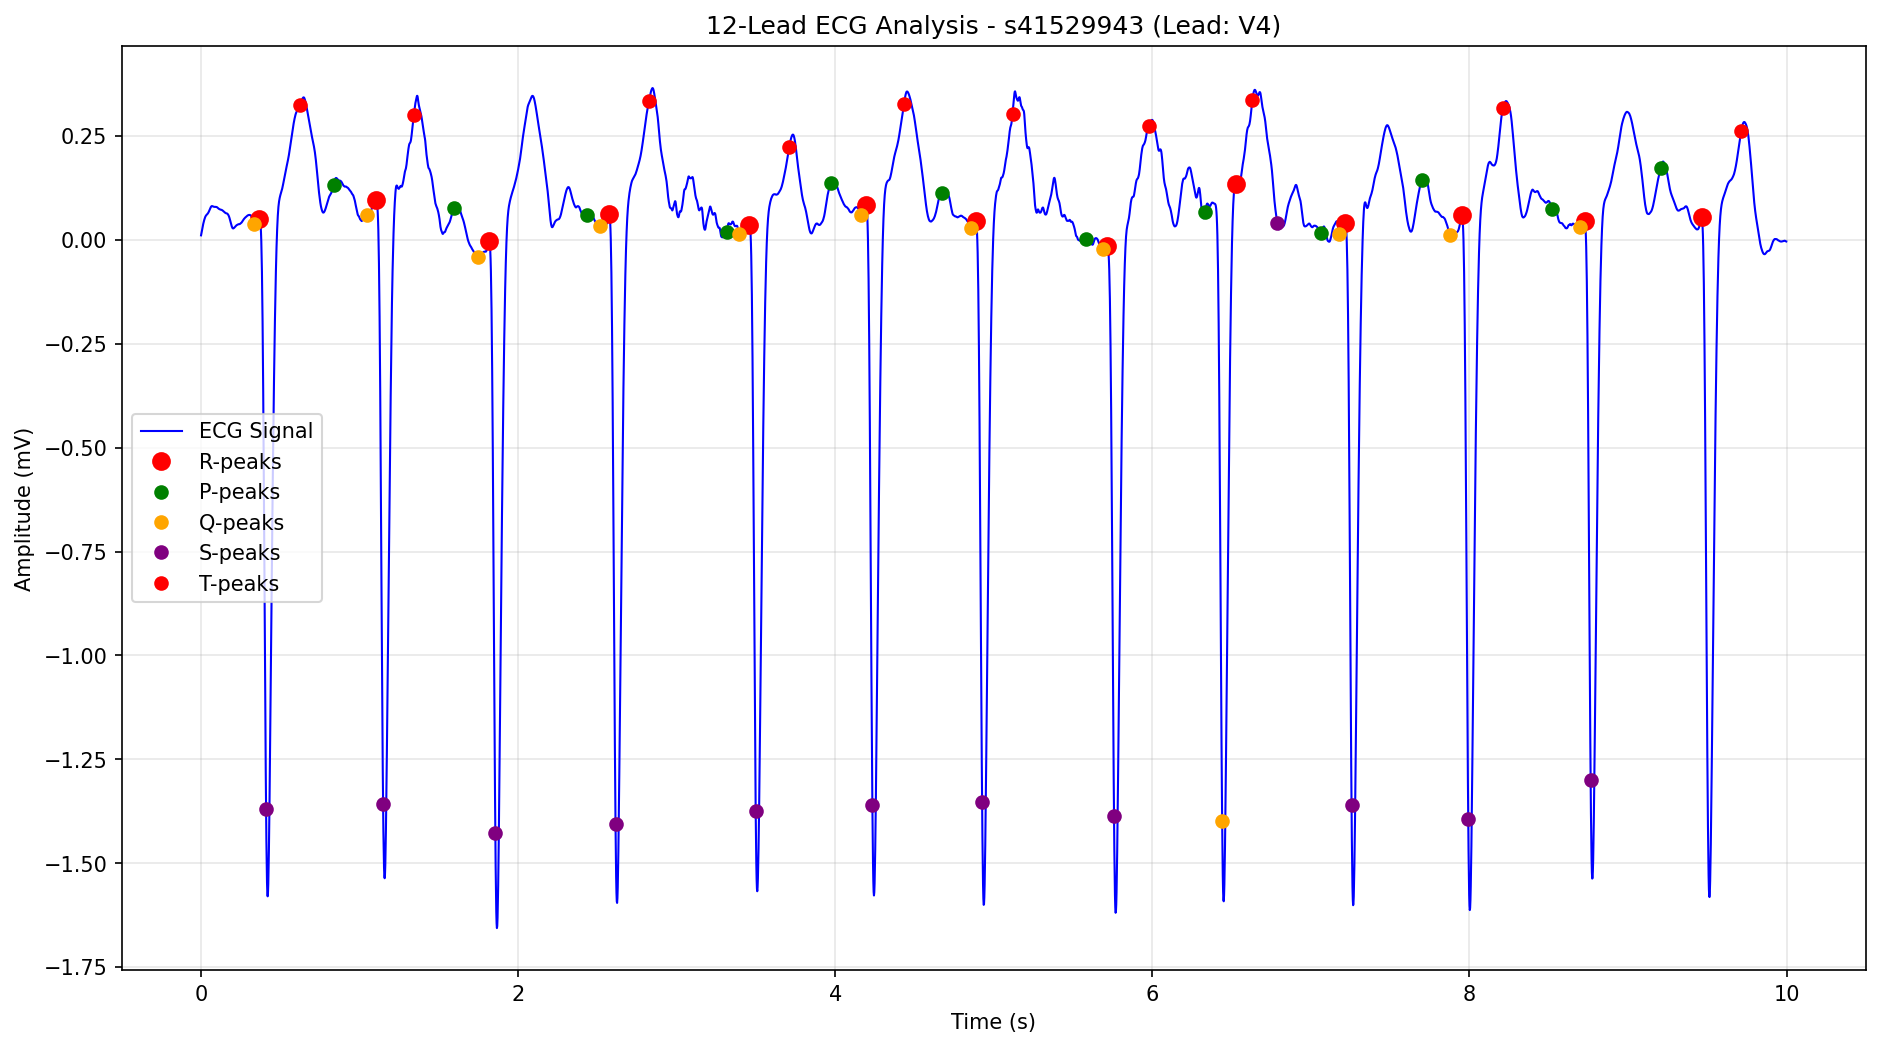 12-Lead ECG Analysis - s41529943 (Lead: V4)
Amplitude (mV)
0.25
0.00
−0.25
−0.50
−0.75
−1.00
−1.25
−1.50
−1.75
ECG Signal
R-peaks
P-peaks
Q-peaks
S-peaks
T-peaks
0 2 4 6 8 10
Time (s)